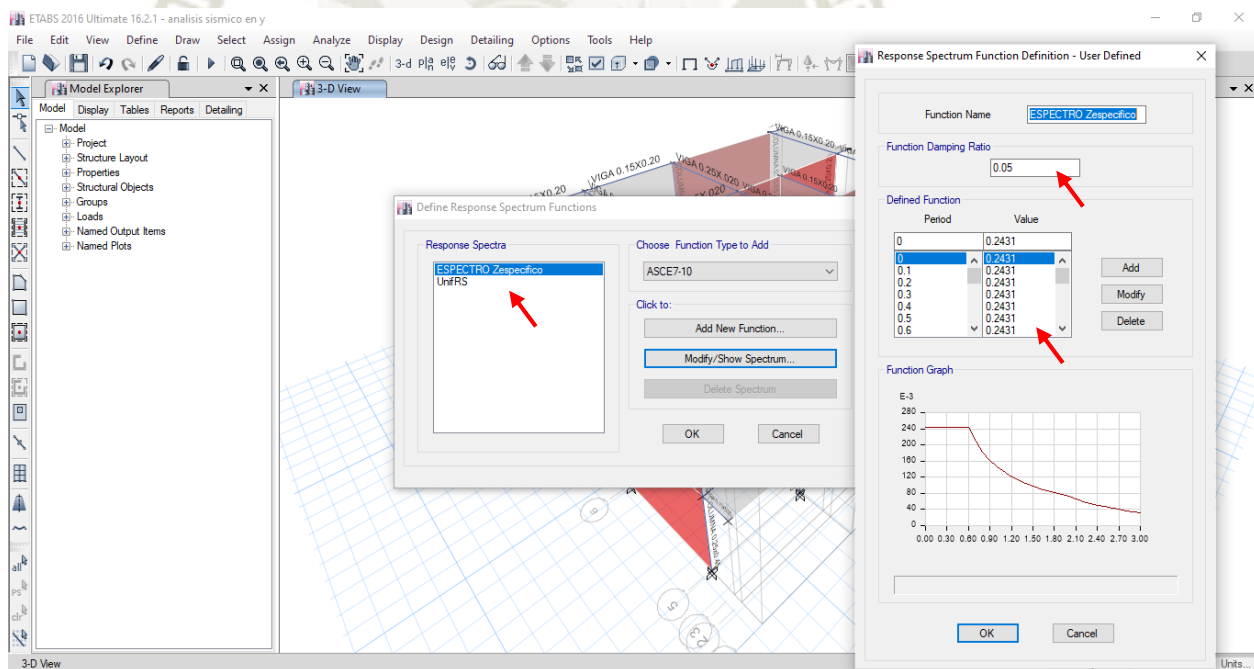 ETABS 2016 Ultimate 16.2.1 - analisis sismico en y
File Edit View Define Draw Select Assign Analyze Display Design Detailing Options Tools Help
3-d
Model Explorer
Model Display Tables Reports Detailing
Model
Project
Structure Layout
Properties
Structural Objects
Groups
Loads
Named Output Items
Named Plots
all
PS
clr
3-D View
VIGA 0.15X0.20
VIGA 0.15X0.20
VIGA 0.25X.020
5
Define Response Spectrum Functions
Response Spectra
ESPECTRO Zespecifico
UnifRS
Choose Function Type to Add
ASCE7-10
Click to:
Add New Function...
Modify/Show Spectrum...
Delete Spectrum
OK Cancel
Response Spectrum Function Definition - User Defined
Function Name ESPECTRO Zespecifico
Function Damping Ratio
0.05
Defined Function
Period Value
0 0.2431
0 0.2431
0.1 0.2431
0.2 0.2431
0.3 0.2431
0.4 0.2431
0.5 0.2431
0.6 0.2431
Add
Modify
Delete
Function Graph
E-3
280
240
200
160
120
80
40
0
0.00 0.30 0.60 0.90 1.20 1.50 1.80 2.10 2.40 2.70 3.00
OK Cancel
3-D View
Units...